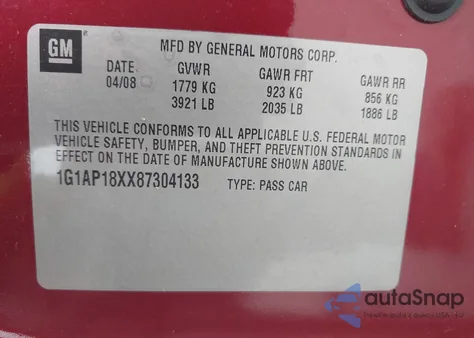 GM
MFD BY GENERAL MOTORS CORP.
DATE GVWR GAWR FRT GAWR RR
04/08 1779 KG 923 KG 856 KG
3921 LB 2035 LB 1886 LB
THIS VEHICLE CONFORMS TO ALL APPLICABLE U.S. FEDERAL MOTOR
VEHICLE SAFETY, BUMPER, AND THEFT PREVENTION STANDARDS IN
EFFECT ON THE DATE OF MANUFACTURE SHOWN ABOVE.
1G1AP18XX87304133 TYPE: PASS CAR
autoSnap